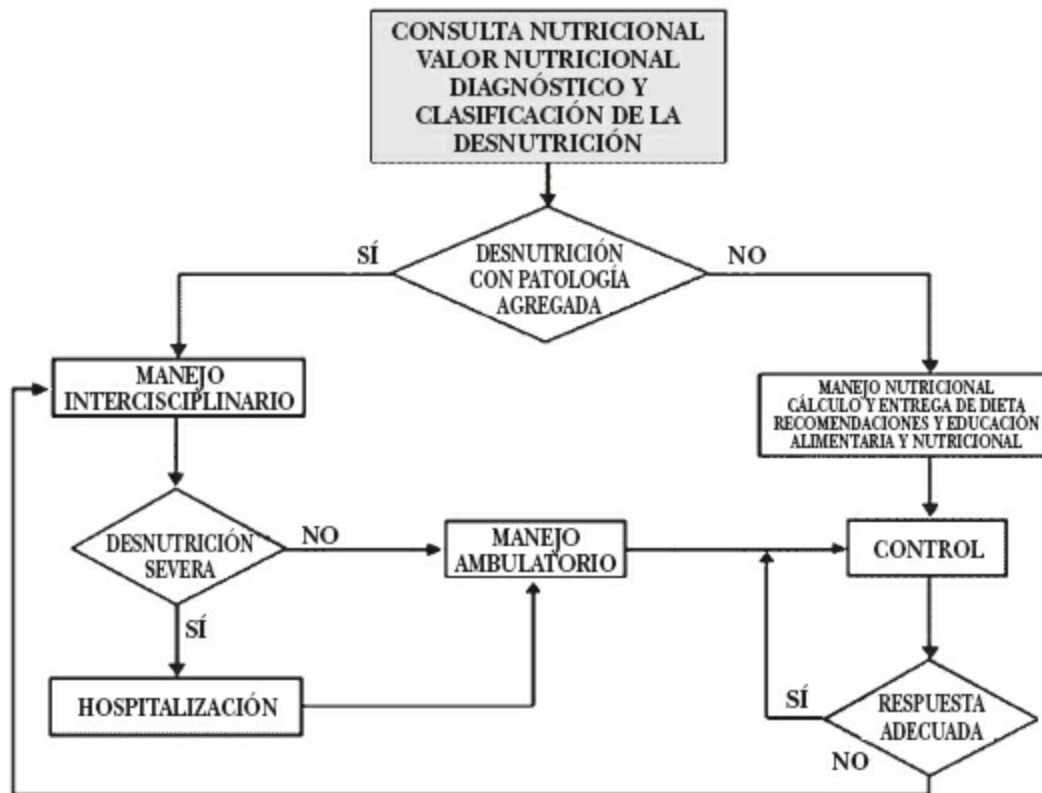 CONSULTA NUTRICIONAL
VALOR NUTRICIONAL
DIAGNÓSTICO Y
CLASIFICACIÓN DE LA
DESNUTRICIÓN
SÍ
DESNUTRICIÓN
CON PATOLOGÍA
AGREGADA
NO
MANEJO
INTERCISCIPLINARIO
MANEJO NUTRICIONAL
CÁLCULO Y ENTREGA DE DIETA
RECOMENDACIONES Y EDUCACIÓN
ALIMENTARIA Y NUTRICIONAL
DESNUTRICIÓN
SEVERA
NO
MANEJO
AMBULATORIO
CONTROL
SÍ
HOSPITALIZACIÓN
SÍ
RESPUESTA
ADECUADA
NO